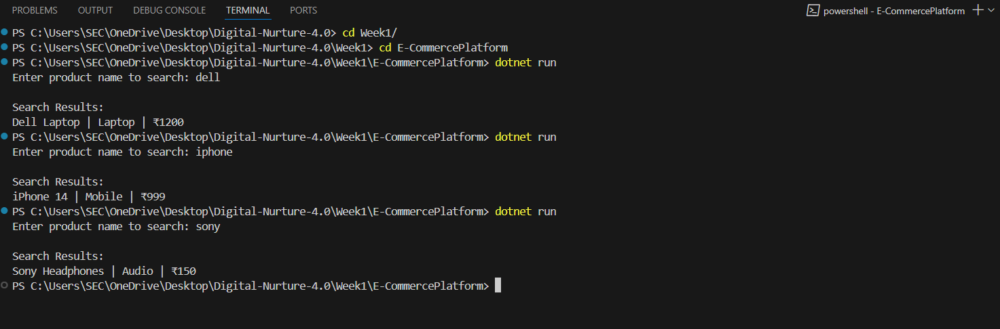 PROBLEMS OUTPUT DEBUG CONSOLE TERMINAL PORTS powershell - E-CommercePlatform
PS C:\Users\SEC\OneDrive\Desktop\Digital-Nurture-4.0> cd Week1/
PS C:\Users\SEC\OneDrive\Desktop\Digital-Nurture-4.0\Week1> cd E-CommercePlatform
PS C:\Users\SEC\OneDrive\Desktop\Digital-Nurture-4.0\Week1\E-CommercePlatform> dotnet run
Enter product name to search: dell
Search Results:
Dell Laptop | Laptop | ₹1200
PS C:\Users\SEC\OneDrive\Desktop\Digital-Nurture-4.0\Week1\E-CommercePlatform> dotnet run
Enter product name to search: iphone
Search Results:
iPhone 14 | Mobile | ₹999
PS C:\Users\SEC\OneDrive\Desktop\Digital-Nurture-4.0\Week1\E-CommercePlatform> dotnet run
Enter product name to search: sony
Search Results:
Sony Headphones | Audio | ₹150
PS C:\Users\SEC\OneDrive\Desktop\Digital-Nurture-4.0\Week1\E-CommercePlatform>